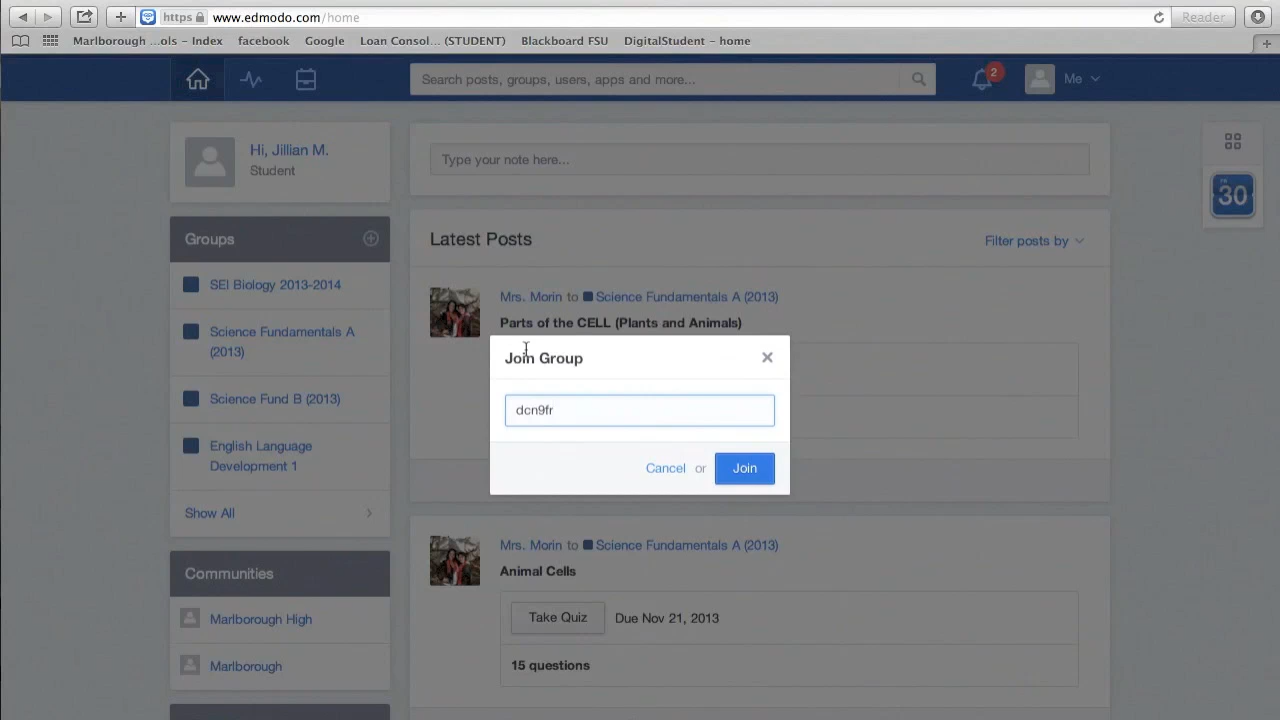 https www.edmodo.com/home Reader
Marlborough ...ols - Index facebook Google Loan Consol... (STUDENT) Blackboard FSU DigitalStudent - home
Search posts, groups, users, apps and more... 2 Me
Hi, Jillian M.
Student
Type your note here...
30
Groups
SEI Biology 2013-2014
Science Fundamentals A
(2013)
Science Fund B (2013)
English Language
Development 1
Show All
Communities
Marlborough High
Marlborough
Latest Posts Filter posts by
Mrs. Morin to Science Fundamentals A (2013)
Parts of the CELL (Plants and Animals)
Join Group
dcn9fr
Cancel or Join
Mrs. Morin to Science Fundamentals A (2013)
Animal Cells
Take Quiz Due Nov 21, 2013
15 questions